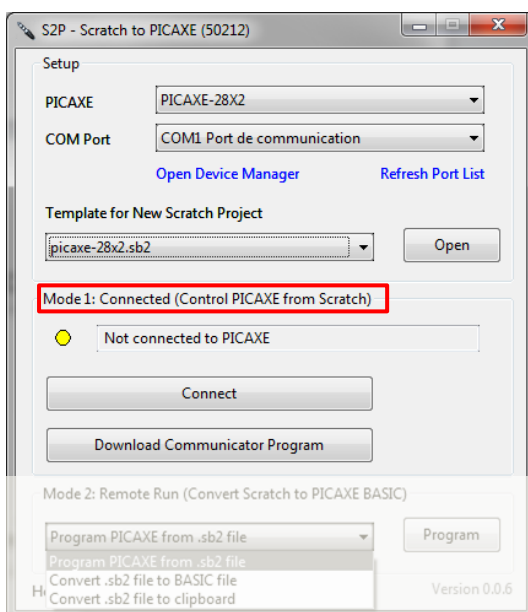 S2P - Scratch to PICAXE (50212)
Setup
PICAXE PICAXE-28X2
COM Port COM1 Port de communication
Open Device Manager Refresh Port List
Template for New Scratch Project
picaxe-28x2.sb2 Open
Mode 1: Connected (Control PICAXE from Scratch)
Not connected to PICAXE
Connect
Download Communicator Program
Mode 2: Remote Run (Convert Scratch to PICAXE BASIC)
Program PICAXE from .sb2 file Program
Program PICAXE from .sb2 file
Convert .sb2 file to BASIC file
Convert .sb2 file to clipboard
Version 0.0.6